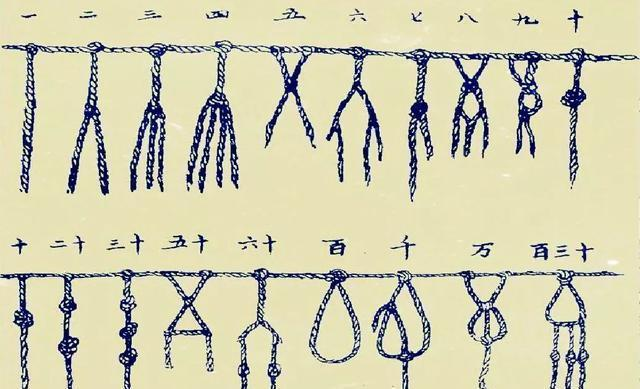 一 二 三 四 五 六 七 八 九 十
十 二十 三十 五十 六十 百 千 万 百三十